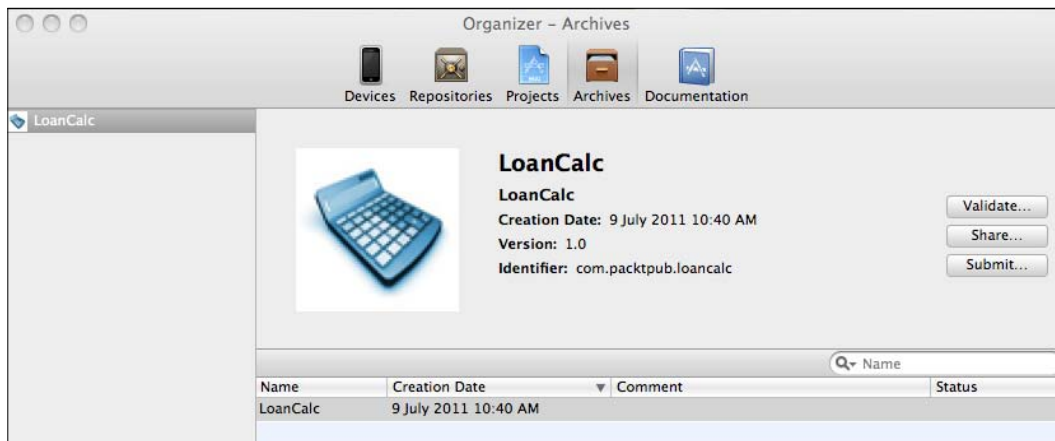 Organizer – Archives
Devices Repositories Projects Archives Documentation
LoanCalc
LoanCalc
LoanCalc
Creation Date: 9 July 2011 10:40 AM
Version: 1.0
Identifier: com.packtpub.loancalc
Validate...
Share...
Submit...
Name
Name Creation Date Comment Status
LoanCalc 9 July 2011 10:40 AM